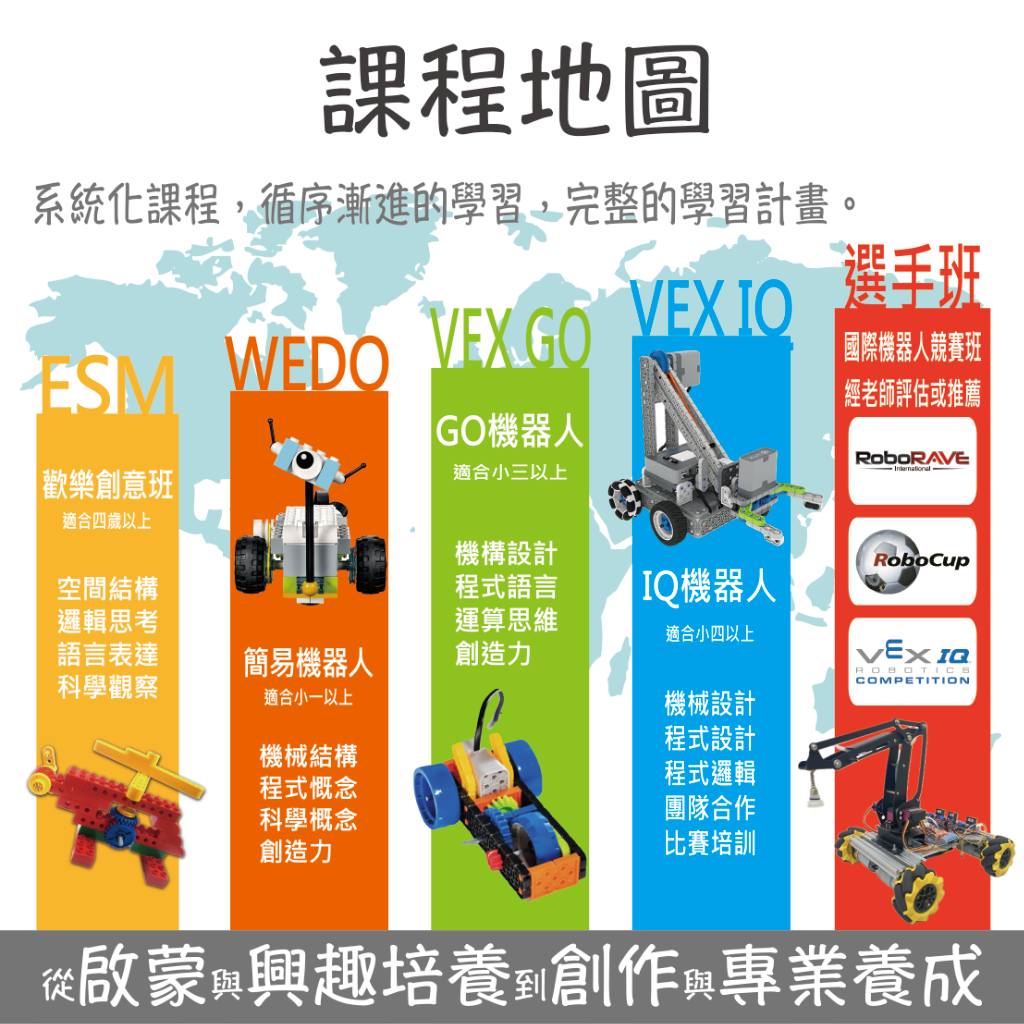 課程地圖
系統化課程，循序漸進的學習，完整的學習計畫。
ESM
歡樂創意班
適合四歲以上
空間結構
邏輯思考
語言表達
科學觀察
WEDO
簡易機器人
適合小一以上
機械結構
程式慨念
科學概念
創造力
VEX GO
GO機器人
適合小三以上
機構設計
程式語言
運算思維
創造力
VEX IQ
IQ機器人
適合小四以上
機械設計
程式設計
程式邏輯
團隊合作
比賽培訓
選手班
國際機器人競賽班
經老師評估或推薦
RoboRAVE
International
RoboCup
VEX IQ
ROBOTICS
COMPETITION
從啟蒙與興趣培養到創作與專業養成